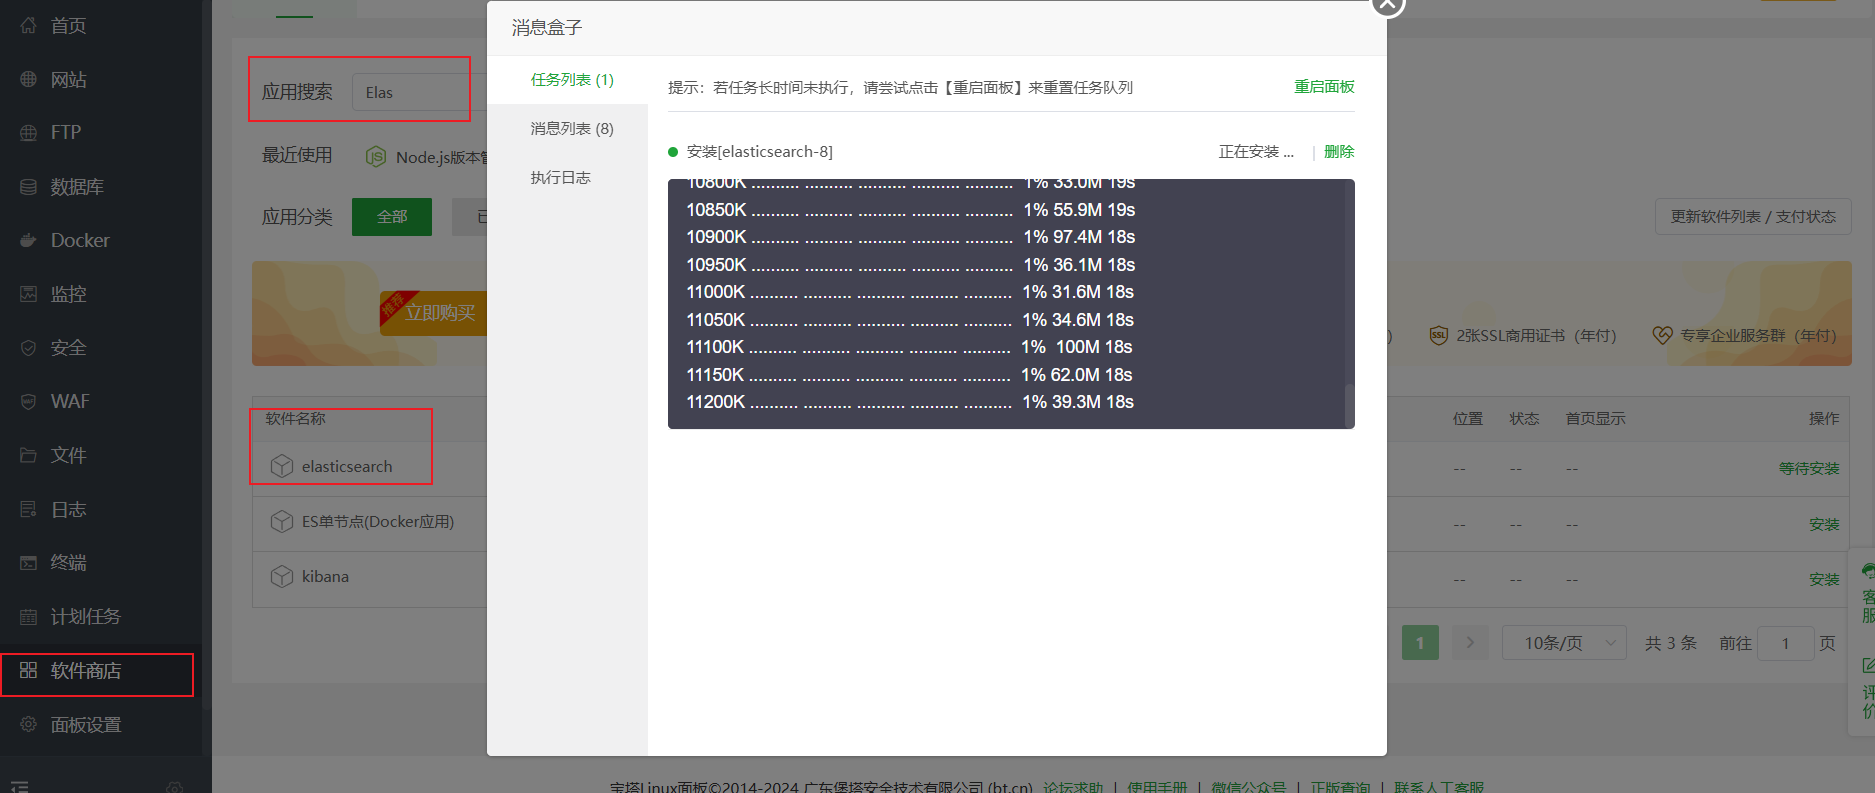 首页
网站
FTP
数据库
Docker
监控
安全
WAF
文件
日志
终端
计划任务
软件商店
面板设置
应用搜索 Elas
最近使用 Node.js版本管
应用分类 全部
推荐
立即购买
软件名称
elasticsearch
ES单节点(Docker应用)
kibana
消息盒子
任务列表 (1)
消息列表 (8)
执行日志
提示：若任务长时间未执行，请尝试点击【重启面板】来重置任务队列 重启面板
安装[elasticsearch-8] 正在安装 ... | 删除
10800K .......... .......... .......... .......... .......... 1% 33.0M 19s
10850K .......... .......... .......... .......... .......... 1% 55.9M 19s
10900K .......... .......... .......... .......... .......... 1% 97.4M 18s
10950K .......... .......... .......... .......... .......... 1% 36.1M 18s
11000K .......... .......... .......... .......... .......... 1% 31.6M 18s
11050K .......... .......... .......... .......... .......... 1% 34.6M 18s
11100K .......... .......... .......... .......... .......... 1% 100M 18s
11150K .......... .......... .......... .......... .......... 1% 62.0M 18s
11200K .......... .......... .......... .......... .......... 1% 39.3M 18s
更新软件列表 / 支付状态
SSL 2张SSL商用证书（年付） 专享企业服务群（年付）
位置 状态 首页显示 操作
-- -- -- 等待安装
-- -- -- 安装
-- -- -- 安装
1 > 10条/页 共 3 条 前往 1 页
客服
评价
宝塔Linux面板©2014-2024 广东堡塔安全技术有限公司 (bt.cn) 论坛求助 | 使用手册 | 微信公众号 | 正版查询 | 联系人工客服